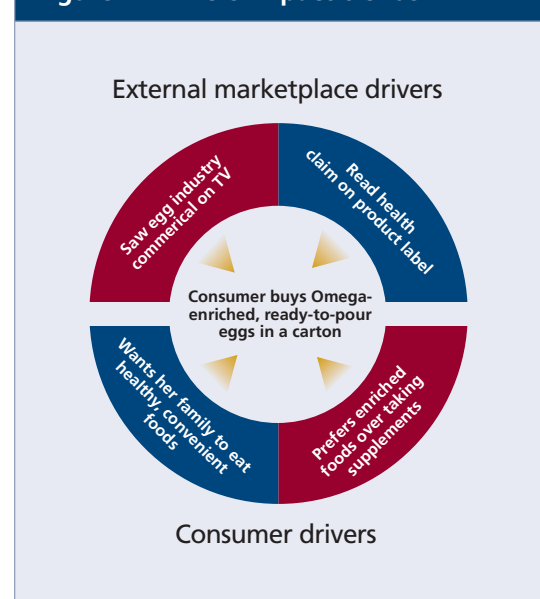 External marketplace drivers
Saw egg industry
commerical on TV
Read health
claim on product label
Consumer buys Omega-
enriched, ready-to-pour
eggs in a carton
Wants her family to eat
healthy, convenient
foods
Prefers enriched
foods over taking
supplements
Consumer drivers